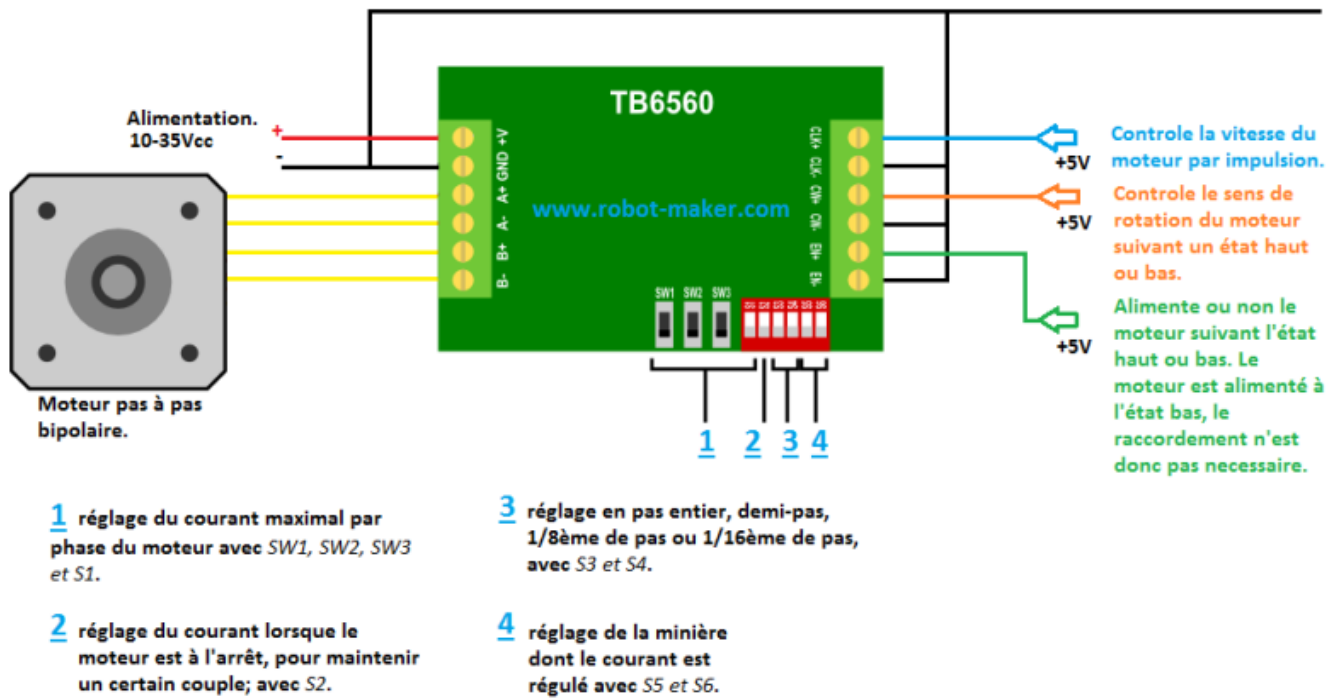 TB6560
www.robot-maker.com
Alimentation.
10-35Vcc
+
-
+V
GND
A+
A-
B+
B-
CLK+
CLK-
CW+
CW-
EN+
EN-
SW1
SW2
SW3
S1
S2
S3
+5V
Controle la vitesse du
moteur par impulsion.
+5V
Controle le sens de
rotation du moteur
suivant un état haut
ou bas.
+5V
Alimente ou non le
moteur suivant l'état
haut ou bas. Le
moteur est alimenté à
l'état bas, le
raccordement n'est
donc pas necessaire.
Moteur pas à pas
bipolaire.
1
2
3
4
1 réglage du courant maximal par
phase du moteur avec SW1, SW2, SW3
et S1.
2 réglage du courant lorsque le
moteur est à l'arrêt, pour maintenir
un certain couple; avec S2.
3 réglage en pas entier, demi-pas,
1/8ème de pas ou 1/16ème de pas,
avec S3 et S4.
4 réglage de la minière
dont le courant est
régulé avec S5 et S6.